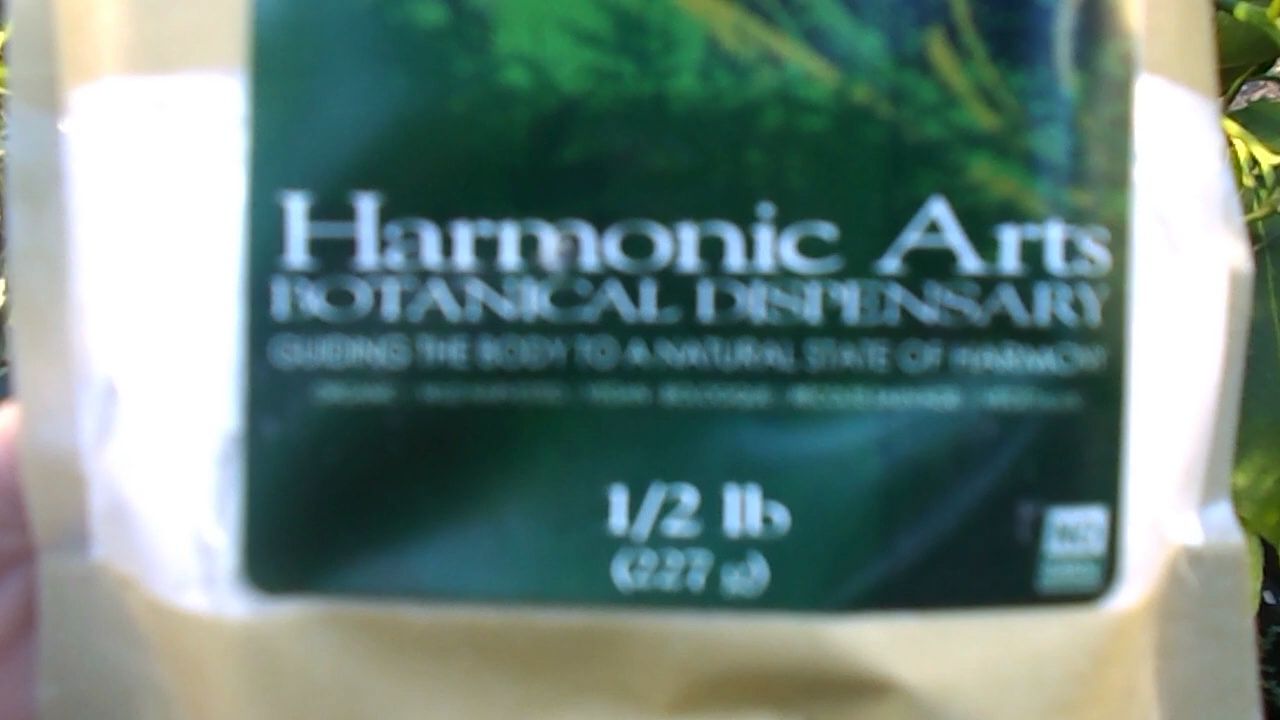 Harmonic Arts
BOTANICAL DISPENSARY
GUIDING THE BODY TO A NATURAL STATE OF HARMONY
1/2 lb
(227 g)